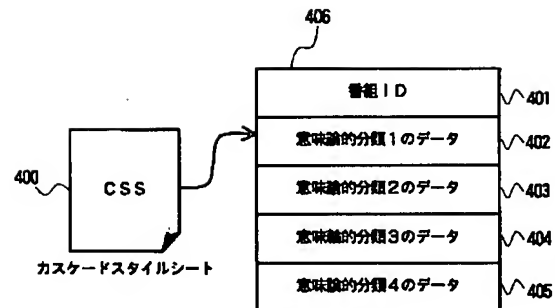 406
番組ID
401
意味論的分類1のデータ
402
400
CSS
意味論的分類2のデータ
403
意味論的分類3のデータ
404
カスケードスタイルシート
意味論的分類4のデータ
405